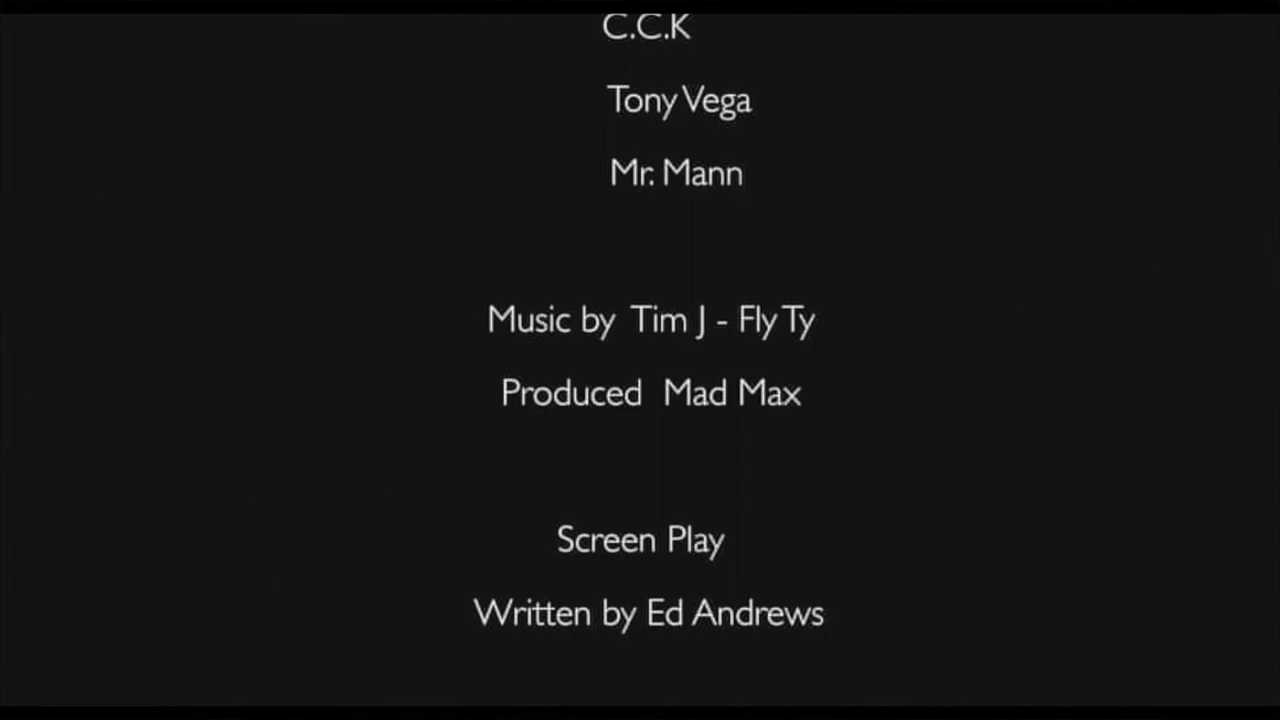 C.C.K
Tony Vega
Mr. Mann
Music by Tim J - Fly Ty
Produced Mad Max
Screen Play
Written by Ed Andrews